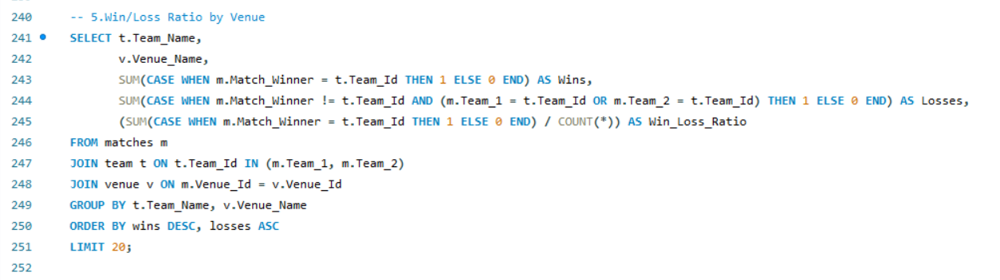 240 -- 5.Win/Loss Ratio by Venue
241 SELECT t.Team_Name,
242 v.Venue_Name,
243 SUM(CASE WHEN m.Match_Winner = t.Team_Id THEN 1 ELSE 0 END) AS Wins,
244 SUM(CASE WHEN m.Match_Winner != t.Team_Id AND (m.Team_1 = t.Team_Id OR m.Team_2 = t.Team_Id) THEN 1 ELSE 0 END) AS Losses,
245 (SUM(CASE WHEN m.Match_Winner = t.Team_Id THEN 1 ELSE 0 END) / COUNT(*)) AS Win_Loss_Ratio
246 FROM matches m
247 JOIN team t ON t.Team_Id IN (m.Team_1, m.Team_2)
248 JOIN venue v ON m.Venue_Id = v.Venue_Id
249 GROUP BY t.Team_Name, v.Venue_Name
250 ORDER BY wins DESC, losses ASC
251 LIMIT 20;
252